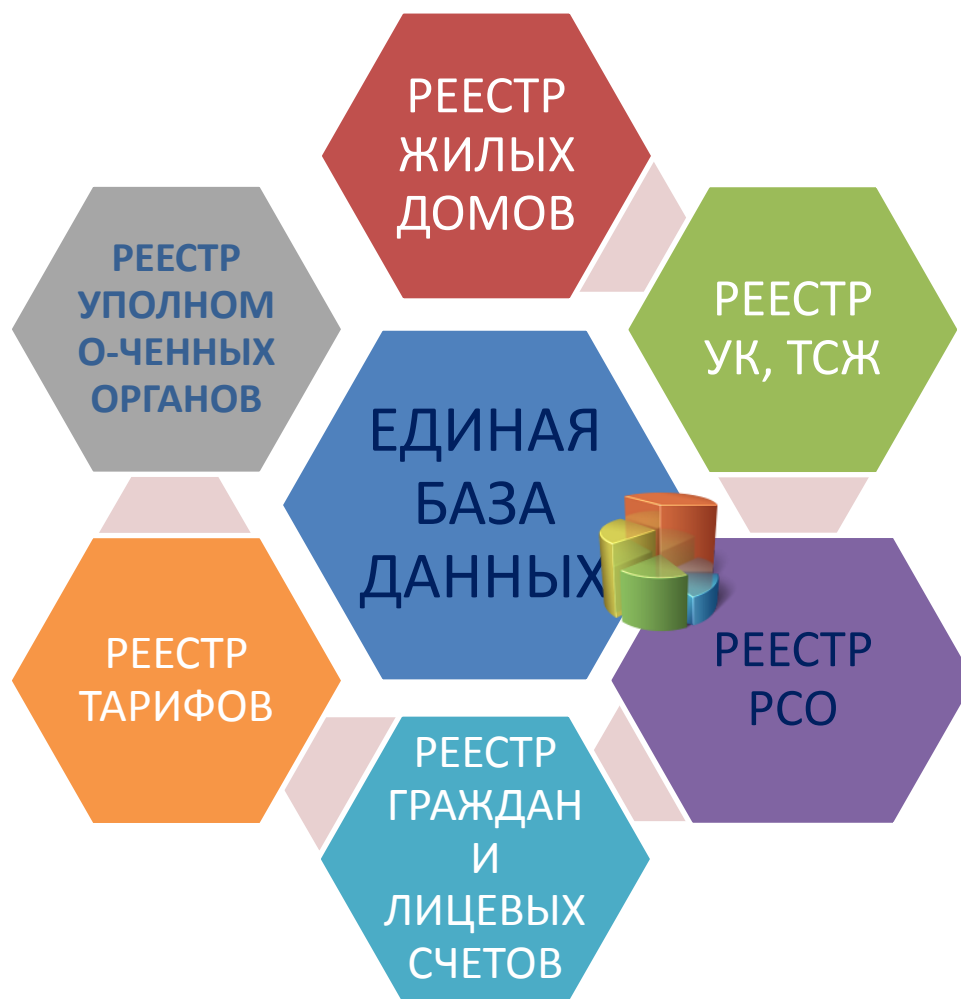 РЕЕСТР
ЖИЛЫХ
ДОМОВ
РЕЕСТР
УК, ТСЖ
РЕЕСТР
РСО
РЕЕСТР
ГРАЖДАН
И
ЛИЦЕВЫХ
СЧЕТОВ
РЕЕСТР
ТАРИФОВ
РЕЕСТР
УПОЛНОМ
О-ЧЕННЫХ
ОРГАНОВ
ЕДИНАЯ
БАЗА
ДАННЫХ